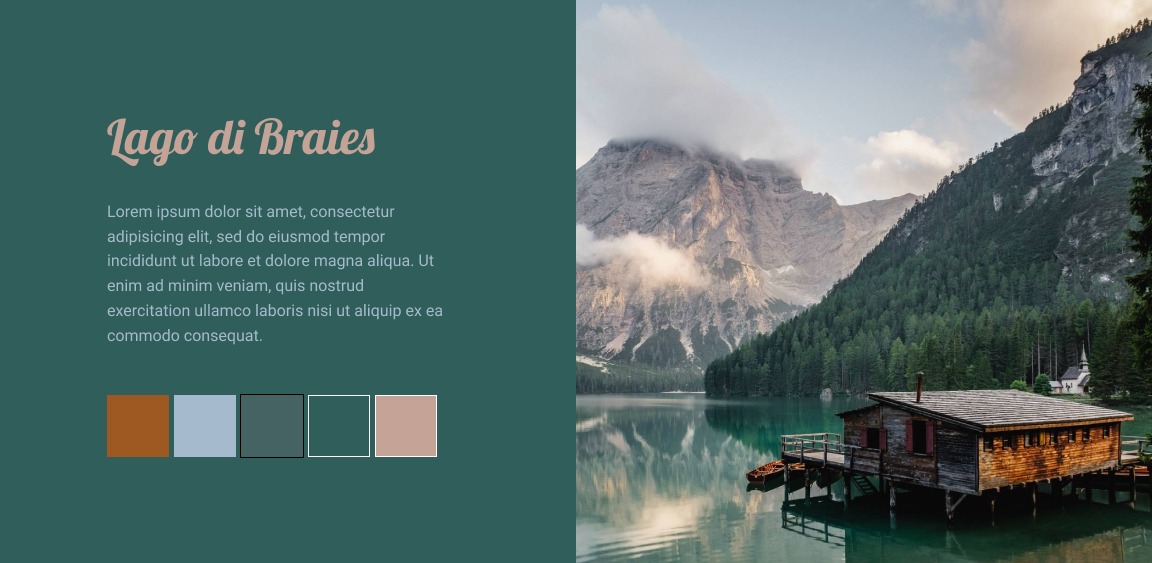 Lago di Braies
Lorem ipsum dolor sit amet, consectetur
adipisicing elit, sed do eiusmod tempor
incididunt ut labore et dolore magna aliqua. Ut
enim ad minim veniam, quis nostrud
exercitation ullamco laboris nisi ut aliquip ex ea
commodo consequat.